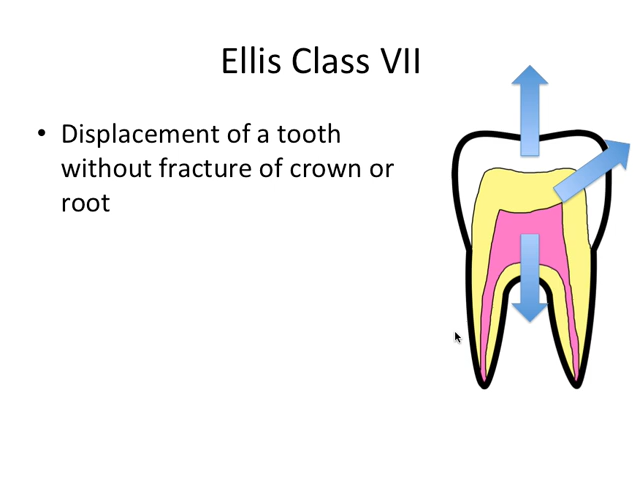 Ellis Class VII
• Displacement of a tooth
without fracture of crown or
root